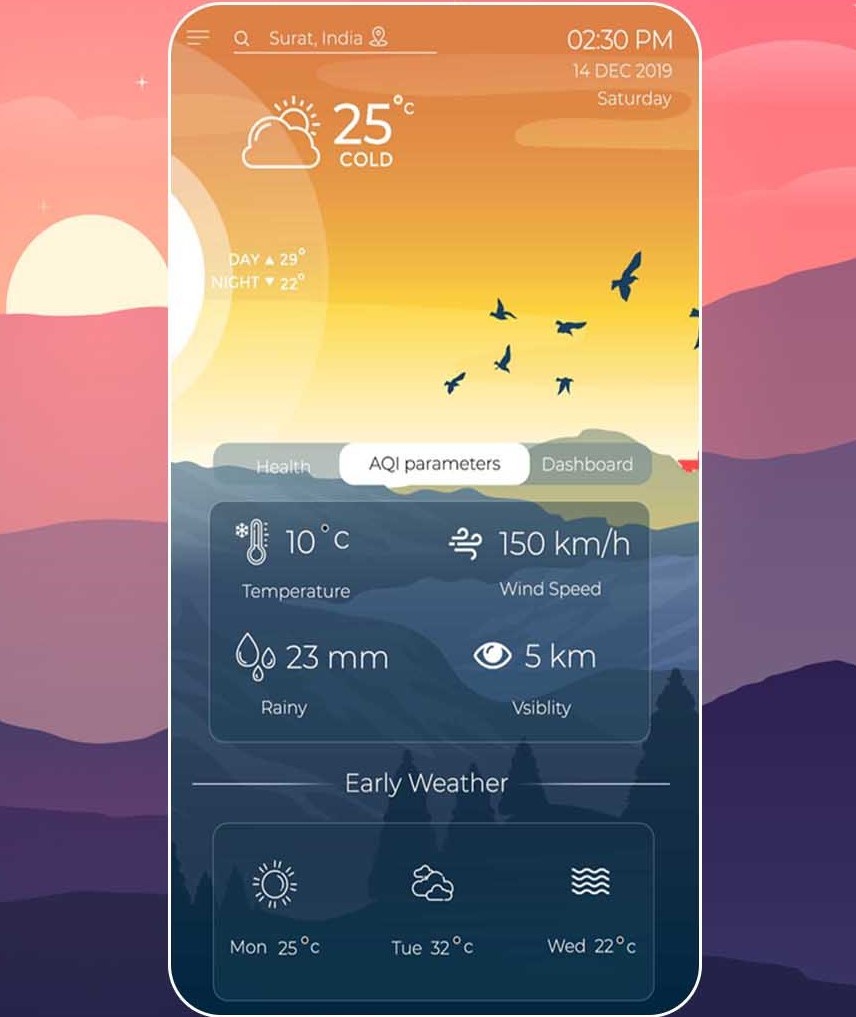 Surat, India
02:30 PM
14 DEC 2019
Saturday
25°C
COLD
DAY ▲ 29°
NIGHT ▼ 22°
Health AQI parameters Dashboard
10°C 150 km/h
Temperature Wind Speed
23 mm 5 km
Rainy Vsiblity
Early Weather
Mon 25°C Tue 32°C Wed 22°C